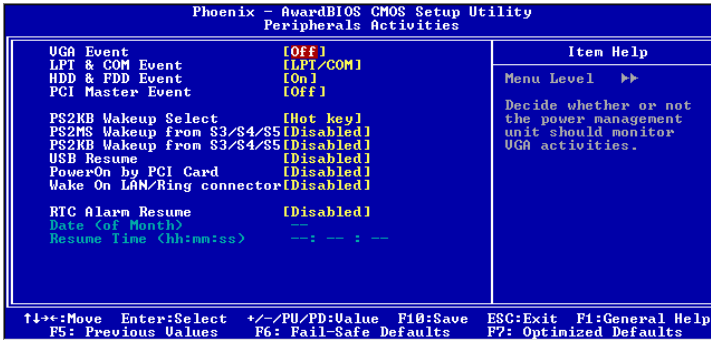 Phoenix - AwardBIOS CMOS Setup Utility
Peripherals Activities
VGA Event [Off]
LPT & COM Event [LPT/COM]
HDD & FDD Event [On]
PCI Master Event [Off]
PS2KB Wakeup Select [Hot key]
PS2MS Wakeup from S3/S4/S5[Disabled]
PS2KB Wakeup from S3/S4/S5[Disabled]
USB Resume [Disabled]
PowerOn by PCI Card [Disabled]
Wake On LAN/Ring connector[Disabled]
RTC Alarm Resume [Disabled]
Date (of Month) --
Resume Time (hh:mm:ss) --: -- : --
Item Help
Menu Level ▶▶
Decide whether or not
the power management
unit should monitor
VGA activities.
↑↓→←:Move Enter:Select +/-/PU/PD:Value F10:Save ESC:Exit F1:General Help
F5: Previous Values F6: Fail-Safe Defaults F7: Optimized Defaults